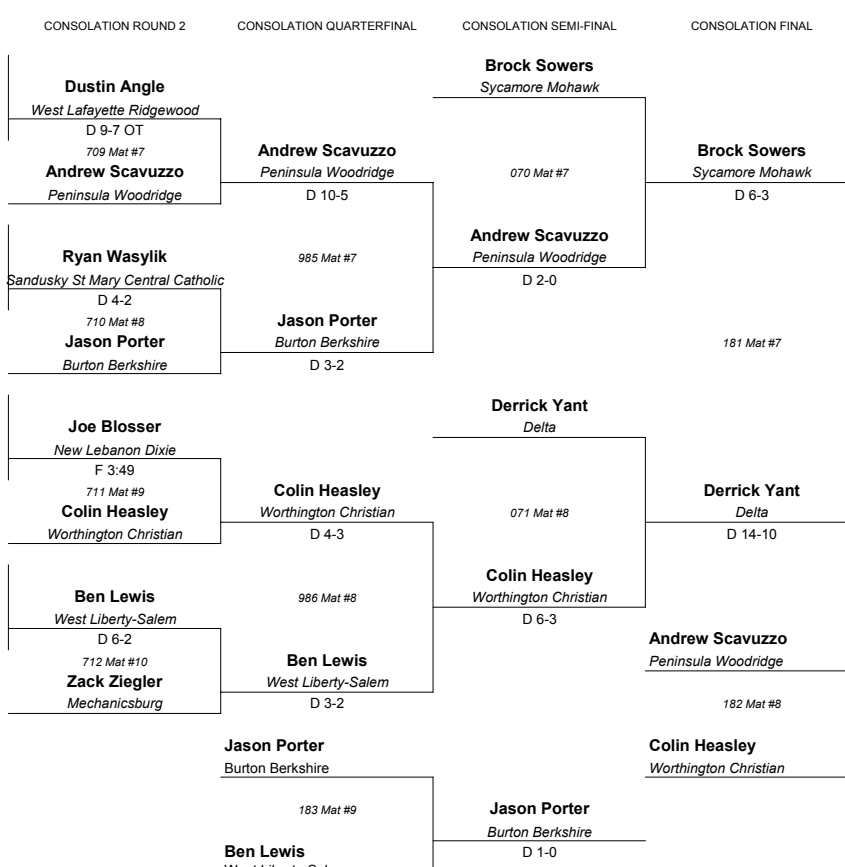 CONSOLATION ROUND 2
CONSOLATION QUARTERFINAL
CONSOLATION SEMI-FINAL
CONSOLATION FINAL
Dustin Angle
West Lafayette Ridgewood
D 9-7 OT
709 Mat #7
Andrew Scavuzzo
Peninsula Woodridge
Ryan Wasylik
Sandusky St Mary Central Catholic
D 4-2
710 Mat #8
Jason Porter
Burton Berkshire
Joe Blosser
New Lebanon Dixie
F 3:49
711 Mat #9
Colin Heasley
Worthington Christian
Ben Lewis
West Liberty-Salem
D 6-2
712 Mat #10
Zack Ziegler
Mechanicsburg
Andrew Scavuzzo
Peninsula Woodridge
D 10-5
985 Mat #7
Jason Porter
Burton Berkshire
D 3-2
Colin Heasley
Worthington Christian
D 4-3
986 Mat #8
Ben Lewis
West Liberty-Salem
D 3-2
Jason Porter
Burton Berkshire
183 Mat #9
Ben Lewis
West Liberty-Salem
Brock Sowers
Sycamore Mohawk
070 Mat #7
Andrew Scavuzzo
Peninsula Woodridge
D 2-0
Derrick Yant
Delta
071 Mat #8
Colin Heasley
Worthington Christian
D 6-3
Jason Porter
Burton Berkshire
D 1-0
Brock Sowers
Sycamore Mohawk
D 6-3
181 Mat #7
Derrick Yant
Delta
D 14-10
Andrew Scavuzzo
Peninsula Woodridge
182 Mat #8
Colin Heasley
Worthington Christian